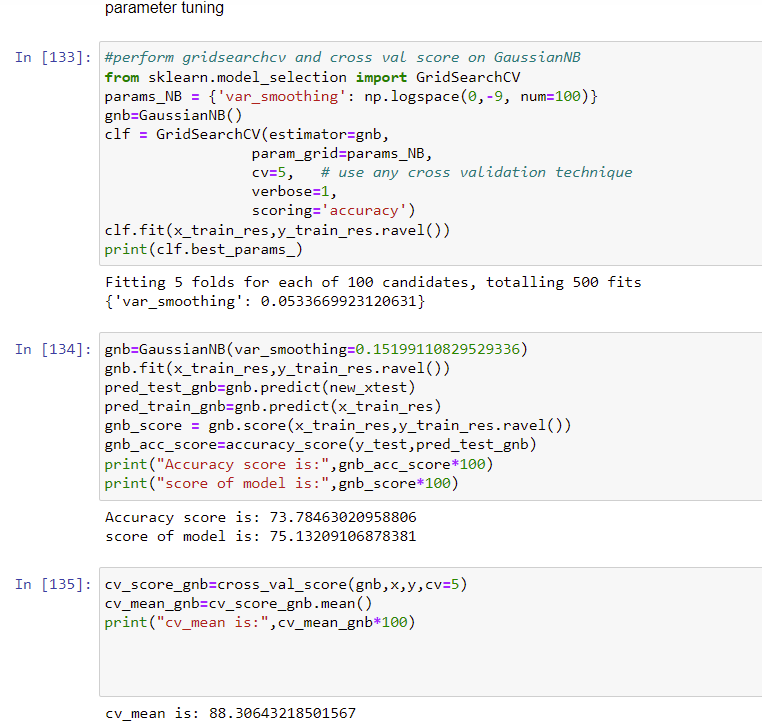 parameter tuning
In [133]: #perform gridsearchcv and cross val score on GaussianNB
from sklearn.model_selection import GridSearchCV
params_NB = {'var_smoothing': np.logspace(0,-9, num=100)}
gnb=GaussianNB()
clf = GridSearchCV(estimator=gnb,
param_grid=params_NB,
cv=5,   # use any cross validation technique
verbose=1,
scoring='accuracy')
clf.fit(x_train_res,y_train_res.ravel())
print(clf.best_params_)
Fitting 5 folds for each of 100 candidates, totalling 500 fits
{'var_smoothing': 0.0533669923120631}
In [134]: gnb=GaussianNB(var_smoothing=0.15199110829529336)
gnb.fit(x_train_res,y_train_res.ravel())
pred_test_gnb=gnb.predict(new_xtest)
pred_train_gnb=gnb.predict(x_train_res)
gnb_score = gnb.score(x_train_res,y_train_res.ravel())
gnb_acc_score=accuracy_score(y_test,pred_test_gnb)
print("Accuracy score is:",gnb_acc_score*100)
print("score of model is:",gnb_score*100)
Accuracy score is: 73.78463020958806
score of model is: 75.13209106878381
In [135]: cv_score_gnb=cross_val_score(gnb,x,y,cv=5)
cv_mean_gnb=cv_score_gnb.mean()
print("cv_mean is:",cv_mean_gnb*100)
cv_mean is: 88.30643218501567